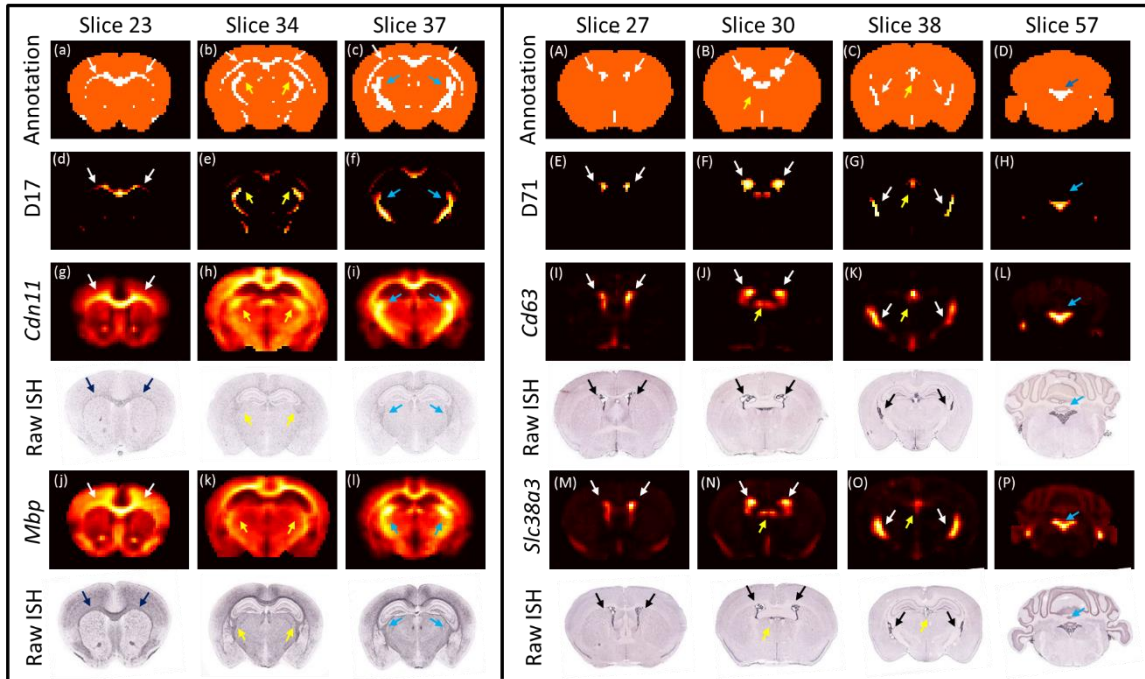 Slice 23 Slice 34 Slice 37
Annotation (a) (b) (c)
D17 (d) (e) (f)
Cdn11 (g) (h) (i)
Raw ISH
Mbp (j) (k) (l)
Raw ISH
Slice 27 Slice 30 Slice 38 Slice 57
Annotation (A) (B) (C) (D)
D71 (E) (F) (G) (H)
Cd63 (I) (J) (K) (L)
Raw ISH
Slc38a3 (M) (N) (O) (P)
Raw ISH